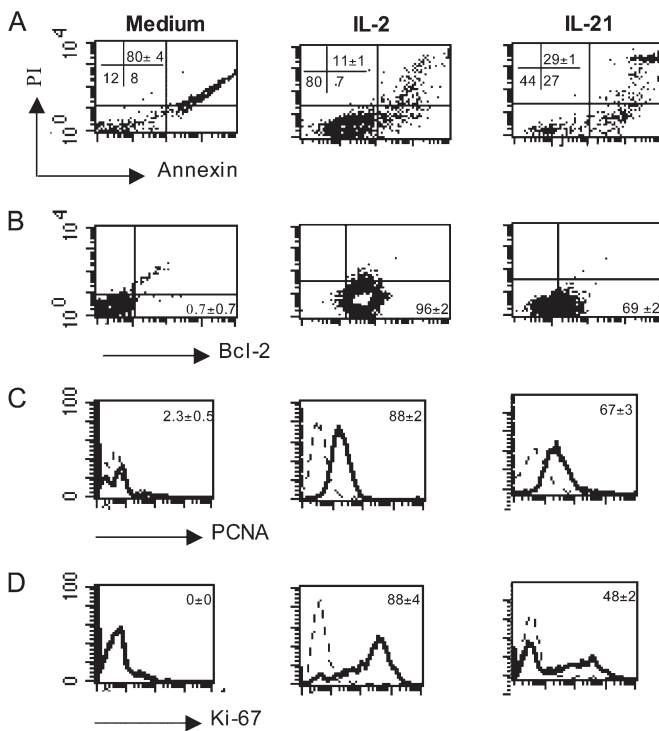 Medium IL-2 IL-21
A
PI
10⁴
10⁰
80± 4
12 8
11±1
80 .7
29±1
44 27
Annexin
B
10⁴
10⁰
0.7±0.7
96±2
69 ±2
Bcl-2
C
100
0
2.3±0.5
88±2
67±3
PCNA
D
100
0
0±0
88±4
48±2
Ki-67